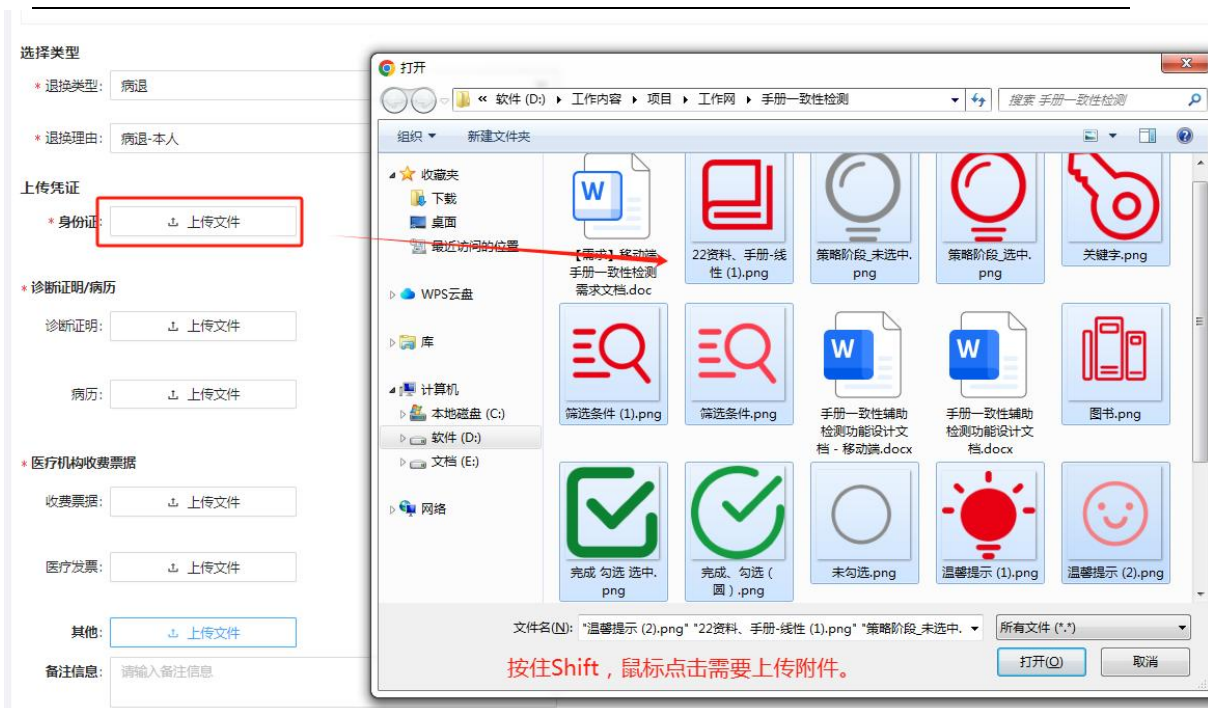 选择类型
* 退换类型: 病退
* 退换理由: 病退-本人
上传凭证
* 身份证: 上传文件
* 诊断证明/病历
诊断证明: 上传文件
病历: 上传文件
* 医疗机构收费票据
收费票据: 上传文件
医疗发票: 上传文件
其他: 上传文件
备注信息: 请输入备注信息
打开
« 软件 (D:) ▸ 工作内容 ▸ 项目 ▸ 工作网 ▸ 手册一致性检测
搜索 手册一致性检测
组织 新建文件夹
收藏夹
下载
桌面
最近访问的位置
WPS云盘
库
计算机
本地磁盘 (C:)
软件 (D:)
文档 (E:)
网络
【需求】移动端
手册一致性检测
需求文档.doc
22资料、手册-线
性 (1).png
策略阶段_未选中.
png
策略阶段_选中.
png
关键字.png
筛选条件 (1).png
筛选条件.png
手册一致性辅助
检测功能设计文
档 - 移动端.docx
手册一致性辅助
检测功能设计文
档.docx
图书.png
完成 勾选 选中.
png
完成、勾选 (
圆 ) .png
未勾选.png
温馨提示 (1).png
温馨提示 (2).png
文件名(N): "温馨提示 (2).png" "22资料、手册-线性 (1).png" "策略阶段_未选中.
所有文件 (*.*)
按住Shift，鼠标点击需要上传附件。
打开(O) 取消